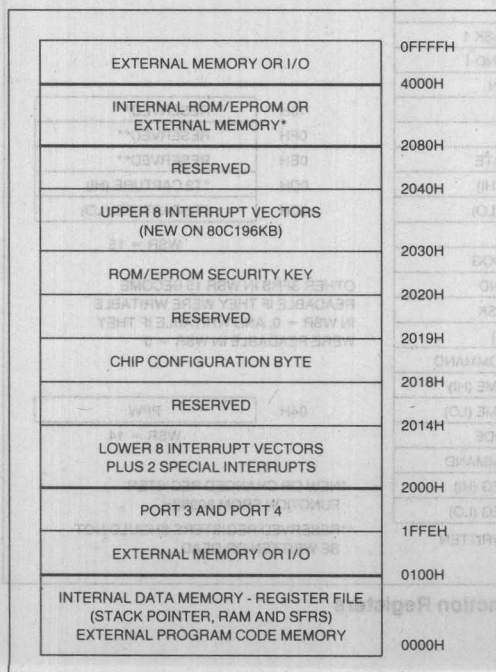 0FFFFH
EXTERNAL MEMORY OR I/O
4000H
INTERNAL ROM/EPROM OR
EXTERNAL MEMORY*
2080H
RESERVED
2040H
UPPER 8 INTERRUPT VECTORS
(NEW ON 80C196KB)
2030H
ROM/EPROM SECURITY KEY
2020H
RESERVED
2019H
CHIP CONFIGURATION BYTE
2018H
RESERVED
2014H
LOWER 8 INTERRUPT VECTORS
PLUS 2 SPECIAL INTERRUPTS
2000H
PORT 3 AND PORT 4
1FFEH
EXTERNAL MEMORY OR I/O
0100H
INTERNAL DATA MEMORY - REGISTER FILE
(STACK POINTER, RAM AND SFRS)
EXTERNAL PROGRAM CODE MEMORY
0000H